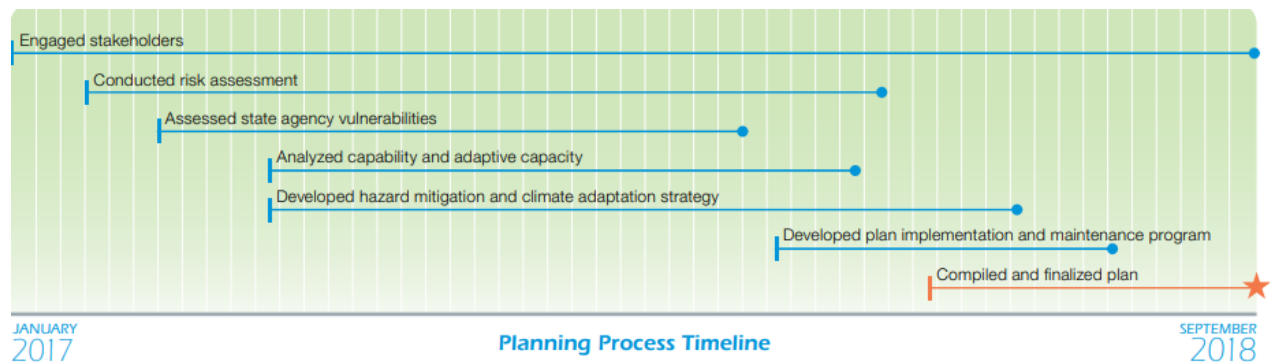 Engaged stakeholders
Conducted risk assessment
Assessed state agency vulnerabilities
Analyzed capability and adaptive capacity
Developed hazard mitigation and climate adaptation strategy
Developed plan implementation and maintenance program
Compiled and finalized plan
JANUARY
2017
Planning Process Timeline
SEPTEMBER
2018